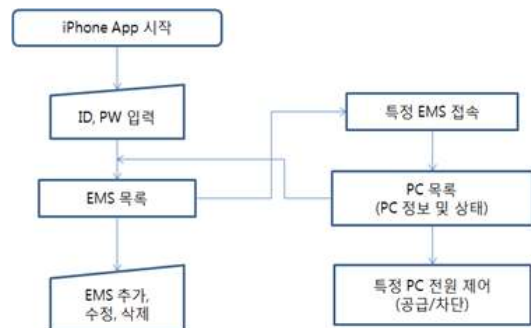 iPhone App 시작
ID, PW 입력
EMS 목록
EMS 추가,
수정, 삭제
특정 EMS 접속
PC 목록
(PC 정보 및 상태)
특정 PC 전원 제어
(공급/차단)